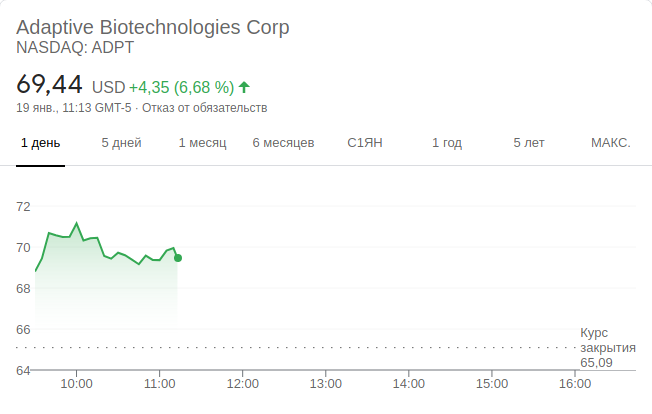 Adaptive Biotechnologies Corp
NASDAQ: ADPT
69,44 USD +4,35 (6,68 %)
19 янв., 11:13 GMT-5 · Отказ от обязательств
1 день 5 дней 1 месяц 6 месяцев С1ЯН 1 год 5 лет МАКС.
72
70
68
66
Курс
закрытия
65,09
64
10:00 11:00 12:00 13:00 14:00 15:00 16:00